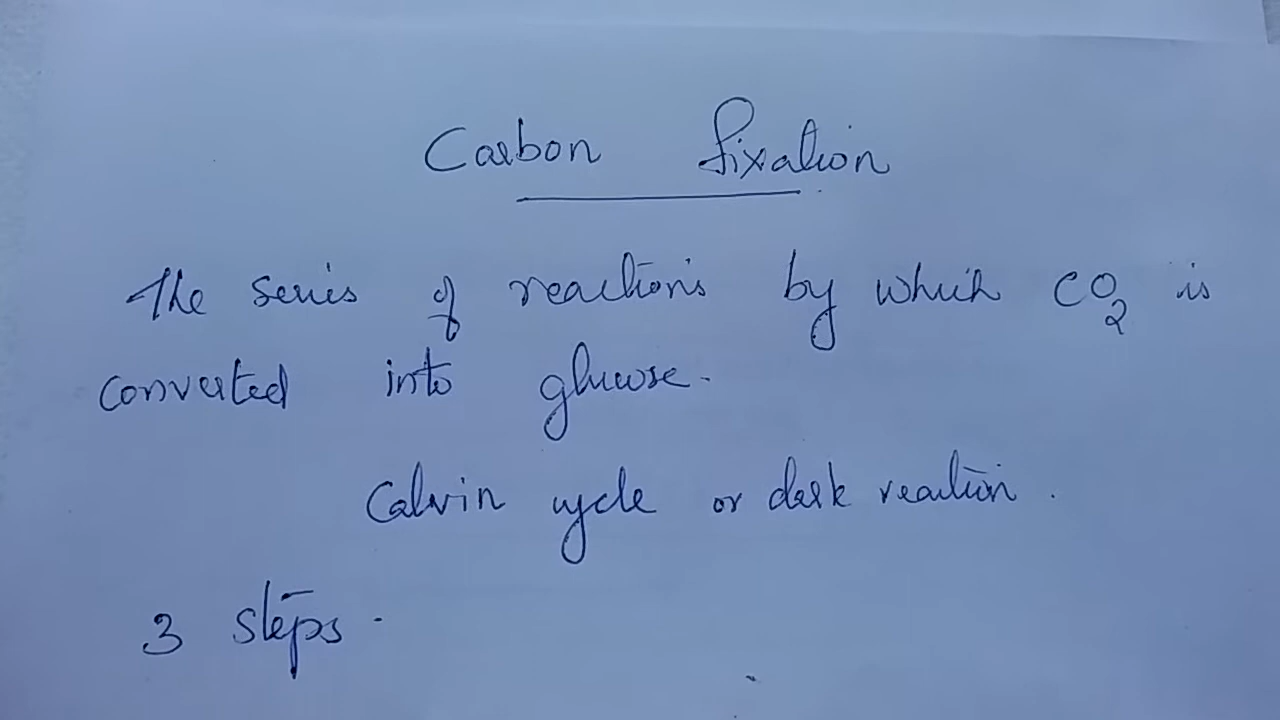 Carbon fixation
The series of reactions by which CO₂ is
converted into glucose.
Calvin cycle or dark reaction.
3 steps.